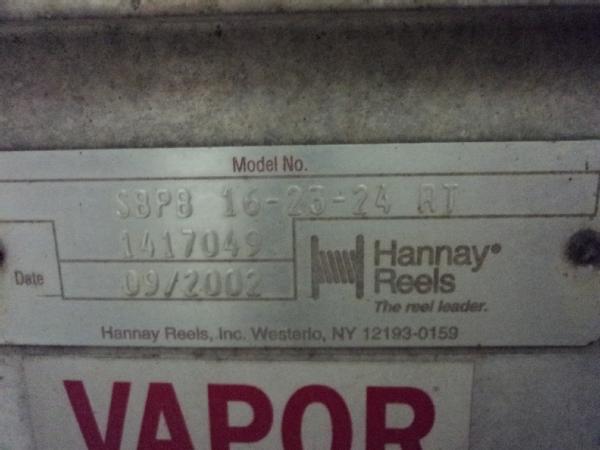 Model No.
SBPB 16-23-24 RT
1417049
Date 09/2002
Hannay®
Reels
The reel leader.
Hannay Reels, Inc. Westerlo, NY 12193-0159
VAPOR